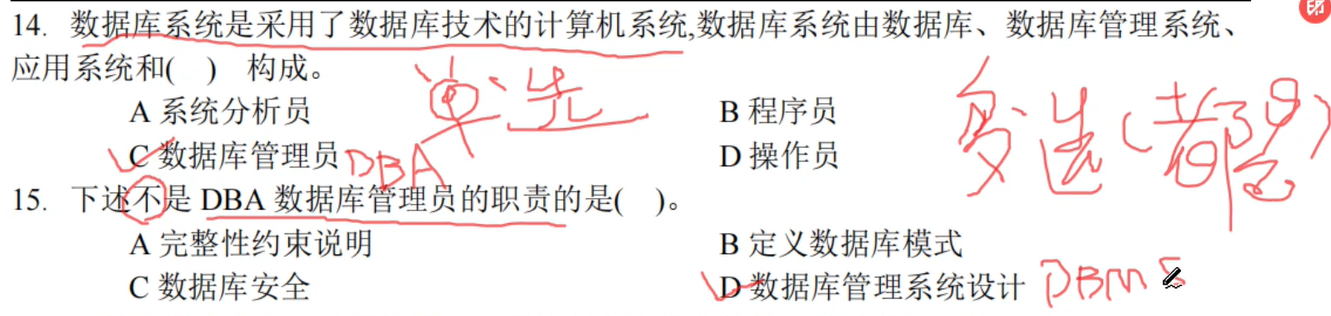 14. 数据库系统是采用了数据库技术的计算机系统,数据库系统由数据库、数据库管理系统、
应用系统和(   ) 构成。
单选
多选(都选)
A 系统分析员
B 程序员
C 数据库管理员 DBA
D 操作员
15. 下述不是 DBA 数据库管理员的职责的是(   )。
A 完整性约束说明
B 定义数据库模式
C 数据库安全
D 数据库管理系统设计 DBMS